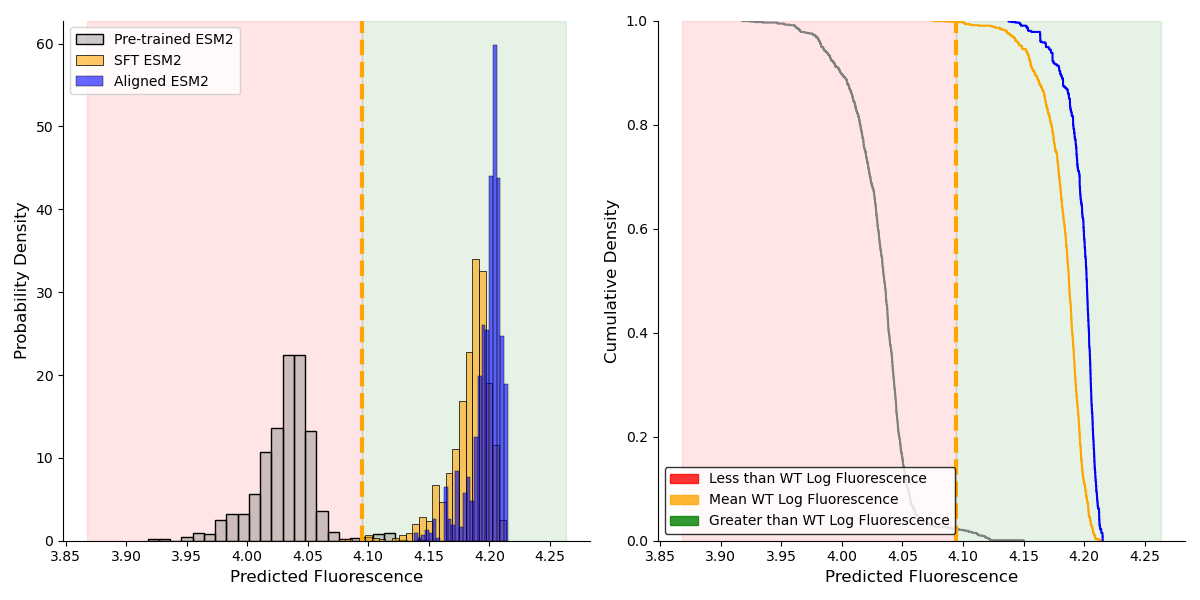 Pre-trained ESM2
SFT ESM2
Aligned ESM2
Probability Density
60
50
40
30
20
10
0
3.85 3.90 3.95 4.00 4.05 4.10 4.15 4.20 4.25
Predicted Fluorescence
Cumulative Density
1.0
0.8
0.6
0.4
0.2
0.0
Less than WT Log Fluorescence
Mean WT Log Fluorescence
Greater than WT Log Fluorescence
3.85 3.90 3.95 4.00 4.05 4.10 4.15 4.20 4.25
Predicted Fluorescence